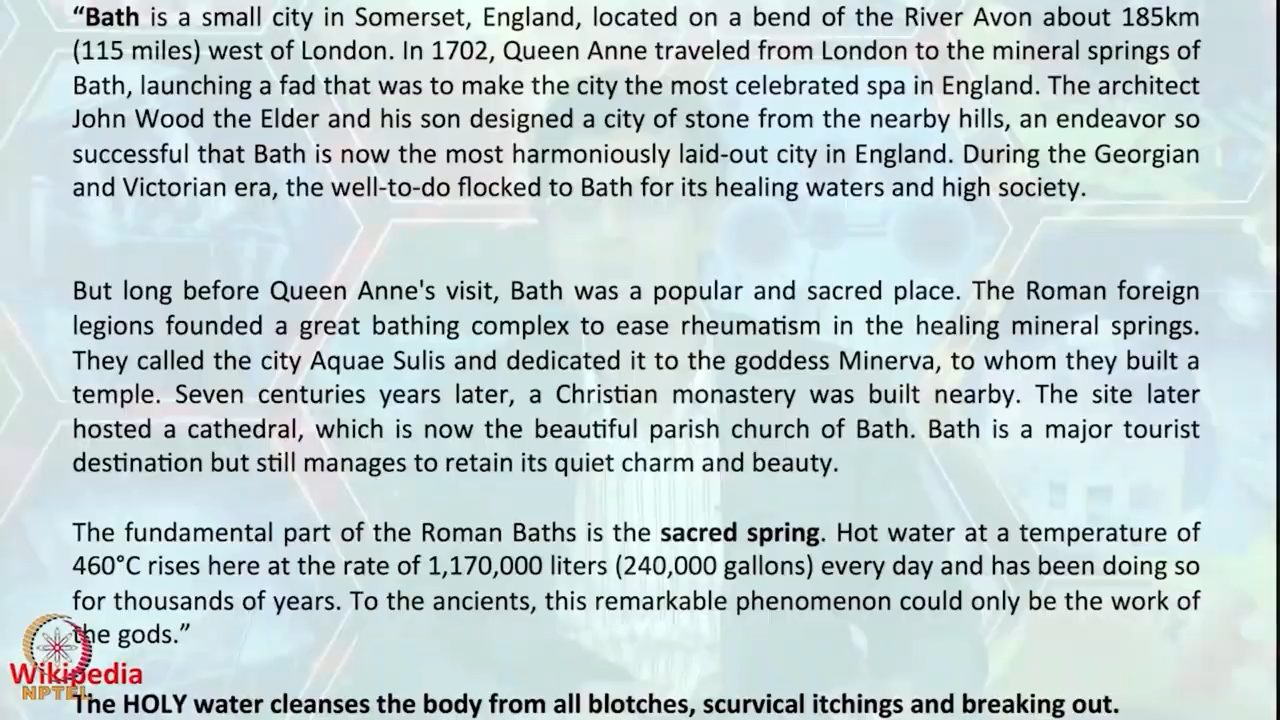 “Bath is a small city in Somerset, England, located on a bend of the River Avon about 185km
(115 miles) west of London. In 1702, Queen Anne traveled from London to the mineral springs of
Bath, launching a fad that was to make the city the most celebrated spa in England. The architect
John Wood the Elder and his son designed a city of stone from the nearby hills, an endeavor so
successful that Bath is now the most harmoniously laid-out city in England. During the Georgian
and Victorian era, the well-to-do flocked to Bath for its healing waters and high society.
But long before Queen Anne's visit, Bath was a popular and sacred place. The Roman foreign
legions founded a great bathing complex to ease rheumatism in the healing mineral springs.
They called the city Aquae Sulis and dedicated it to the goddess Minerva, to whom they built a
temple. Seven centuries years later, a Christian monastery was built nearby. The site later
hosted a cathedral, which is now the beautiful parish church of Bath. Bath is a major tourist
destination but still manages to retain its quiet charm and beauty.
The fundamental part of the Roman Baths is the sacred spring. Hot water at a temperature of
460°C rises here at the rate of 1,170,000 liters (240,000 gallons) every day and has been doing so
for thousands of years. To the ancients, this remarkable phenomenon could only be the work of
the gods.”
Wikipedia
NPTEL
The HOLY water cleanses the body from all blotches, scurvical itchings and breaking out.